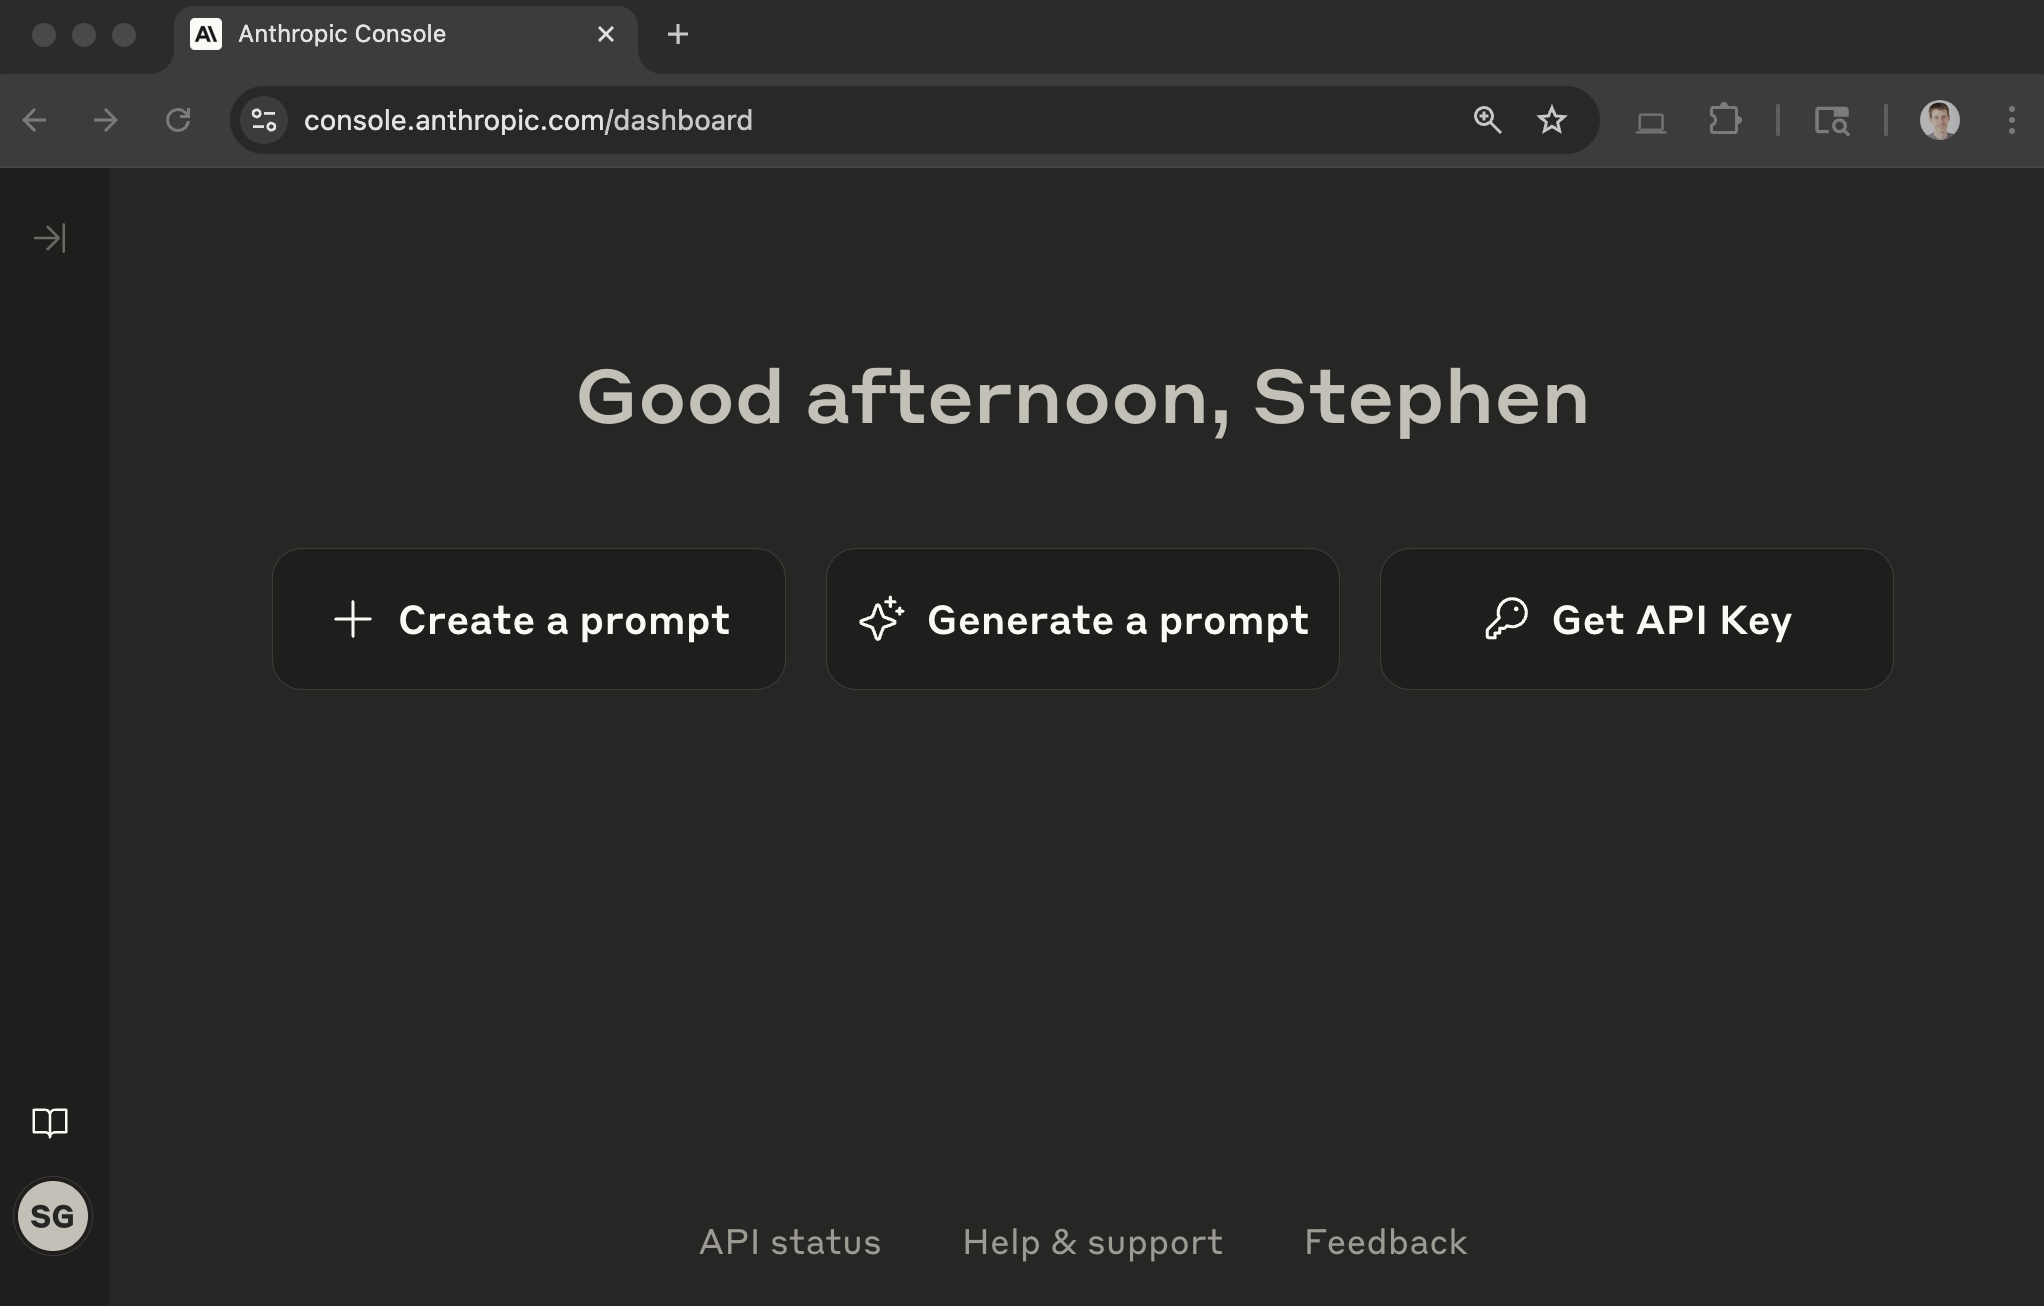 Anthropic Console
console.anthropic.com/dashboard
Good afternoon, Stephen
Create a prompt
Generate a prompt
Get API Key
SG
API status
Help & support
Feedback